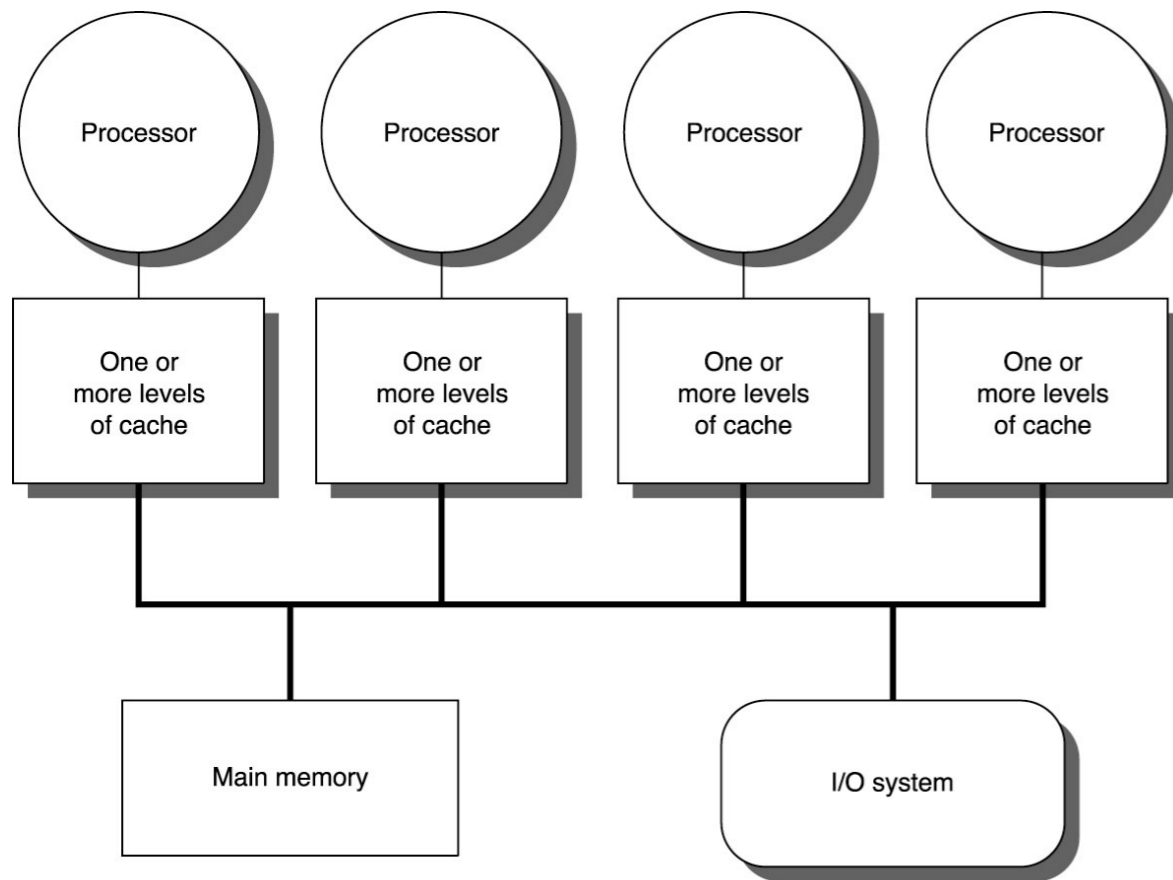 Processor
Processor
Processor
Processor
One or
more levels
of cache
One or
more levels
of cache
One or
more levels
of cache
One or
more levels
of cache
Main memory
I/O system